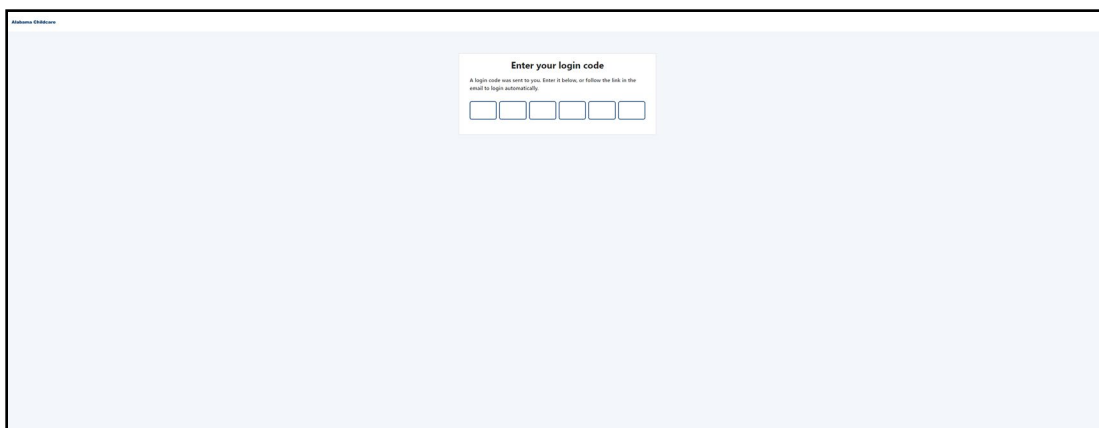 Alabama Childcare
Enter your login code
A login code was sent to you. Enter it below, or follow the link in the
email to login automatically.